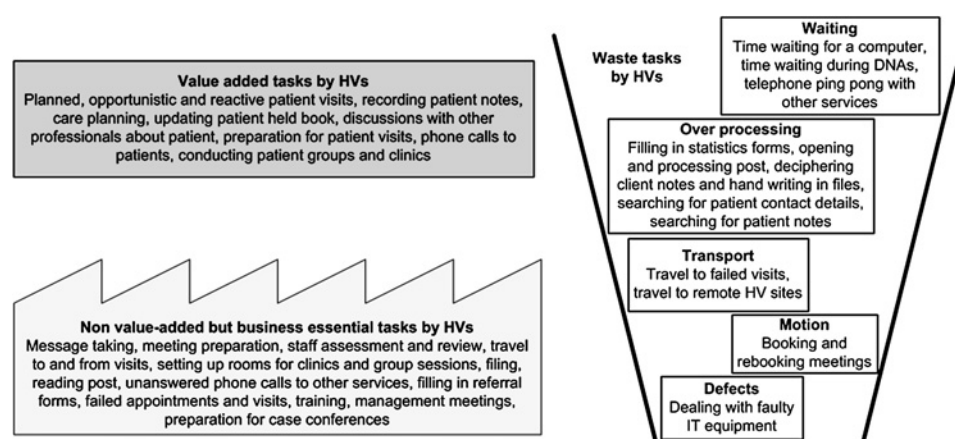 Value added tasks by HVs
Planned, opportunistic and reactive patient visits, recording patient notes,
care planning, updating patient held book, discussions with other
professionals about patient, preparation for patient visits, phone calls to
patients, conducting patient groups and clinics
Non value-added but business essential tasks by HVs
Message taking, meeting preparation, staff assessment and review, travel
to and from visits, setting up rooms for clinics and group sessions, filing,
reading post, unanswered phone calls to other services, filling in referral
forms, failed appointments and visits, training, management meetings,
preparation for case conferences
Waste tasks
by HVs
Waiting
Time waiting for a computer,
time waiting during DNAs,
telephone ping pong with
other services
Over processing
Filling in statistics forms, opening
and processing post, deciphering
client notes and hand writing in files,
searching for patient contact details,
searching for patient notes
Transport
Travel to failed visits,
travel to remote HV sites
Motion
Booking and
rebooking meetings
Defects
Dealing with faulty
IT equipment